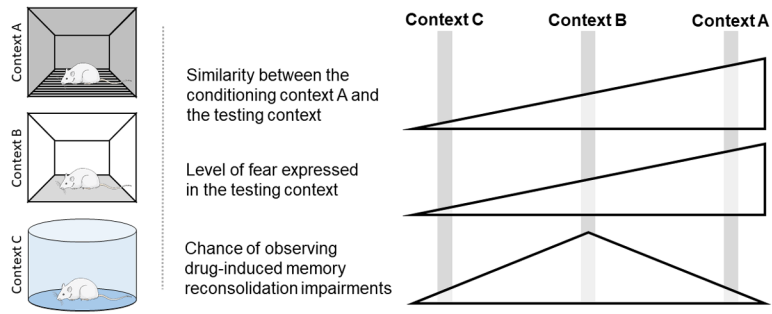 Context A
Context B
Context C
Similarity between the
conditioning context A and
the testing context
Level of fear expressed
in the testing context
Chance of observing
drug-induced memory
reconsolidation impairments
Context C
Context B
Context A